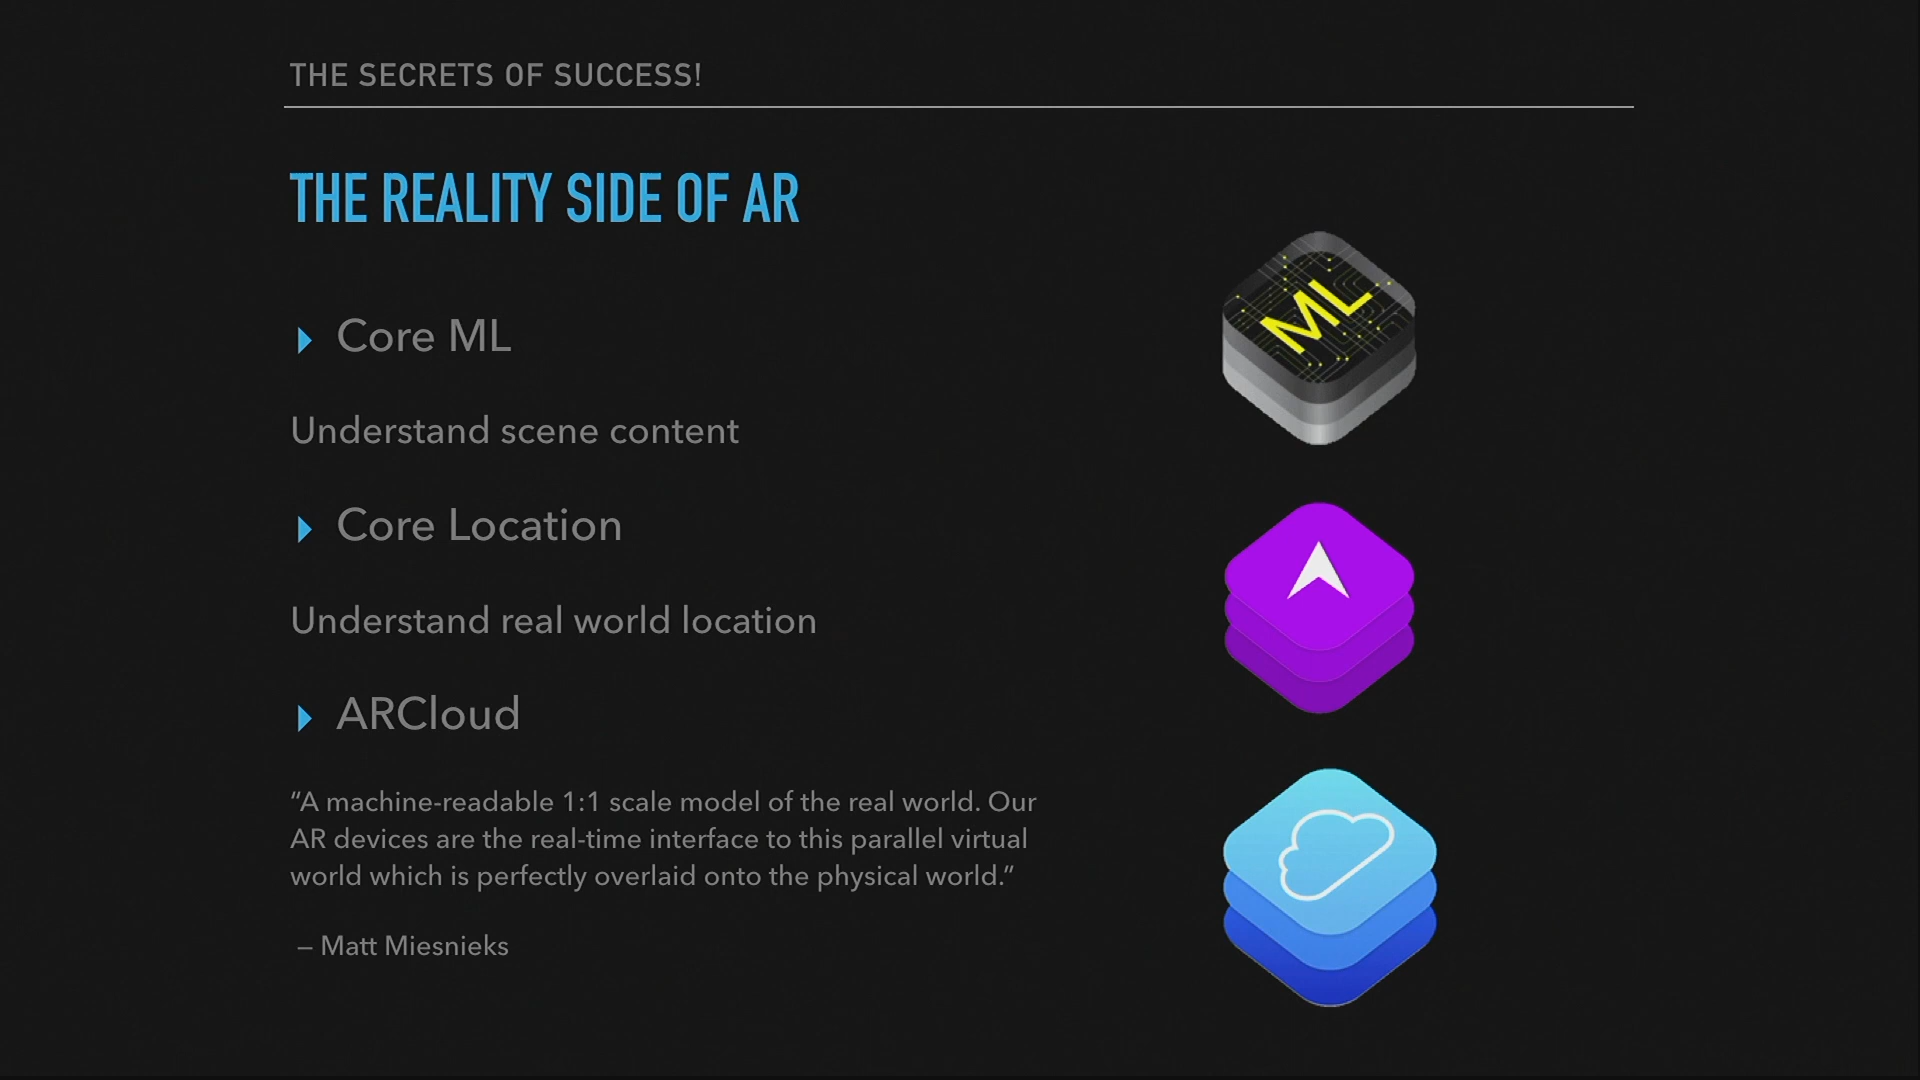 THE SECRETS OF SUCCESS!
THE REALITY SIDE OF AR
Core ML
Understand scene content
Core Location
Understand real world location
ARCloud
“A machine-readable 1:1 scale model of the real world. Our
AR devices are the real-time interface to this parallel virtual
world which is perfectly overlaid onto the physical world.”
– Matt Miesnieks
ML